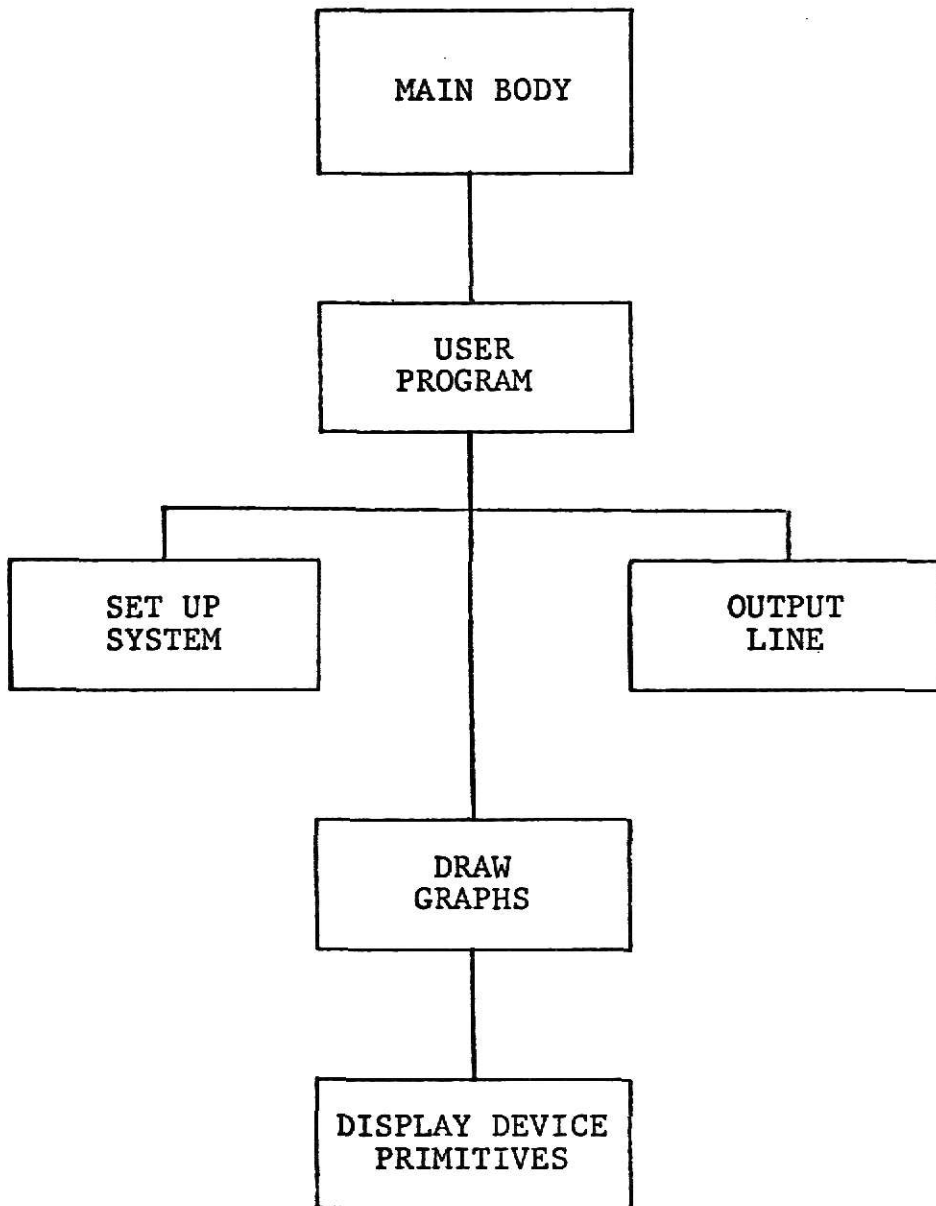 MAIN BODY
USER
PROGRAM
SET UP
SYSTEM
OUTPUT
LINE
DRAW
GRAPHS
DISPLAY DEVICE
PRIMITIVES